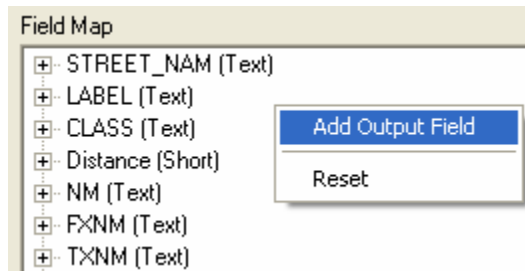 Field Map
STREET_NAM (Text)
LABEL (Text)
CLASS (Text)
Add Output Field
Distance (Short)
Reset
NM (Text)
FXNM (Text)
TXNM (Text)